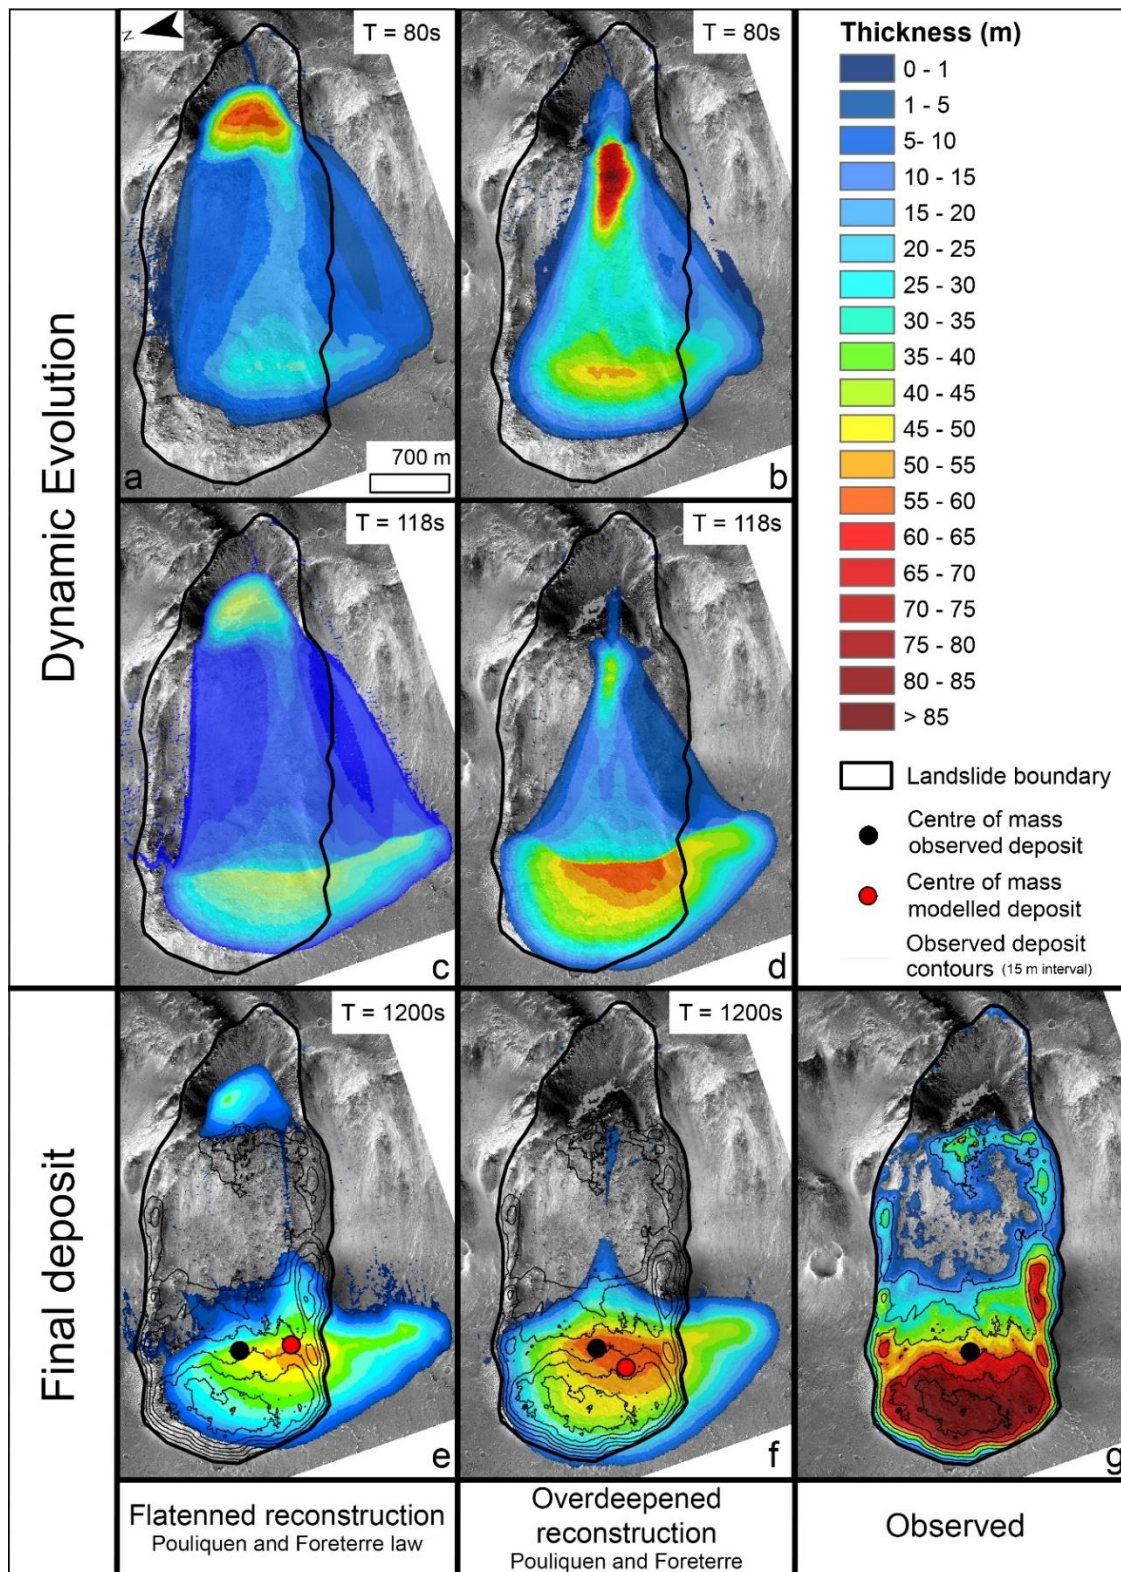 Dynamic Evolution
Final deposit
Z
T = 80s
a
700 m
T = 80s
b
T = 118s
c
T = 118s
d
T = 1200s
e
T = 1200s
f
g
Thickness (m)
0 - 1
1 - 5
5- 10
10 - 15
15 - 20
20 - 25
25 - 30
30 - 35
35 - 40
40 - 45
45 - 50
50 - 55
55 - 60
60 - 65
65 - 70
70 - 75
75 - 80
80 - 85
> 85
Landslide boundary
Centre of mass
observed deposit
Centre of mass
modelled deposit
Observed deposit
contours (15 m interval)
Flatenned reconstruction
Pouliquen and Foreterre law
Overdeepened
reconstruction
Pouliquen and Foreterre
Observed